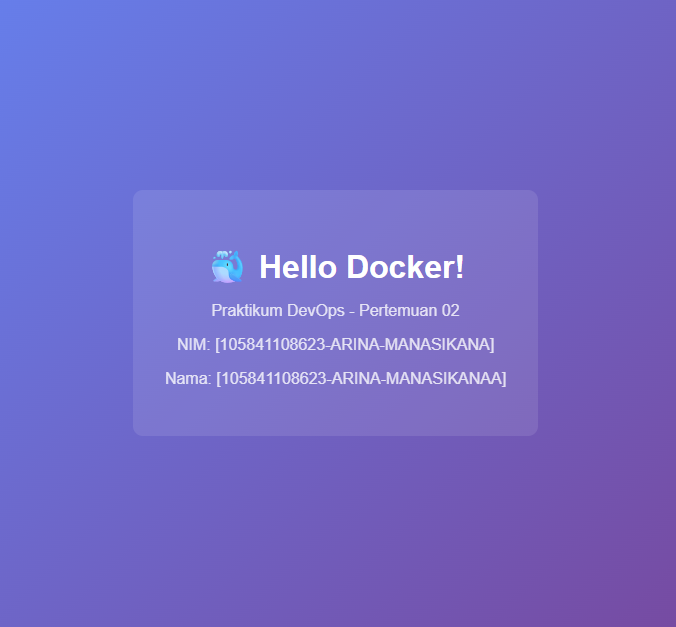 🐳 Hello Docker!
Praktikum DevOps - Pertemuan 02
NIM: [105841108623-ARINA-MANASIKANA]
Nama: [105841108623-ARINA-MANASIKANAA]